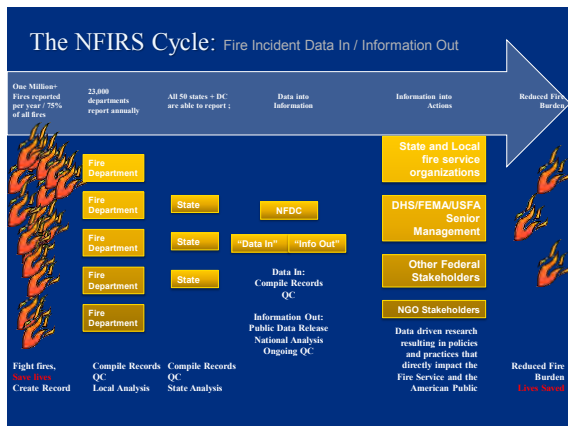 The NFIRS Cycle: Fire Incident Data In / Information Out
One Million+
Fires reported
per year / 75%
of all fires
23,000
departments
report annually
All 50 states + DC
are able to report ;
Data into
Information
Information into
Actions
Reduced Fire
Burden
Fire
Department
Fire
Department
Fire
Department
Fire
Department
Fire
Department
State
State
State
NFDC
“Data In”
“Info Out”
Data In:
Compile Records
QC
Information Out:
Public Data Release
National Analysis
Ongoing QC
State and Local
fire service
organizations
DHS/FEMA/USFA
Senior
Management
Other Federal
Stakeholders
NGO Stakeholders
Data driven research
resulting in policies
and practices that
directly impact the
Fire Service and the
American Public
Fight fires,
Save lives
Create Record
Compile Records
QC
Local Analysis
Compile Records
QC
State Analysis
Reduced Fire
Burden
Lives Saved